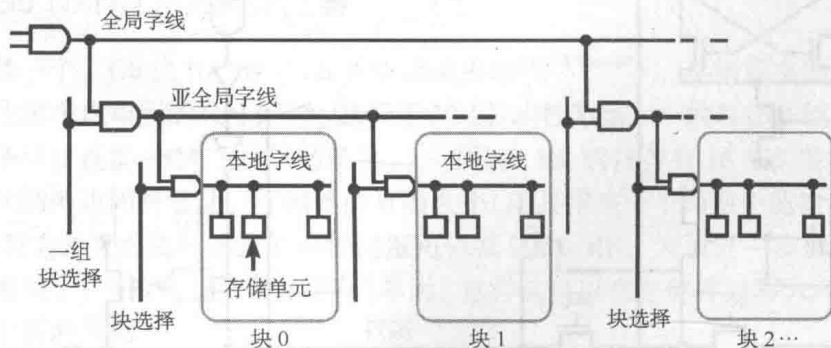 全局字线
亚全局字线
本地字线
本地字线
一组
块选择
存储单元
块选择
块选择
块 0
块 1
块 2…